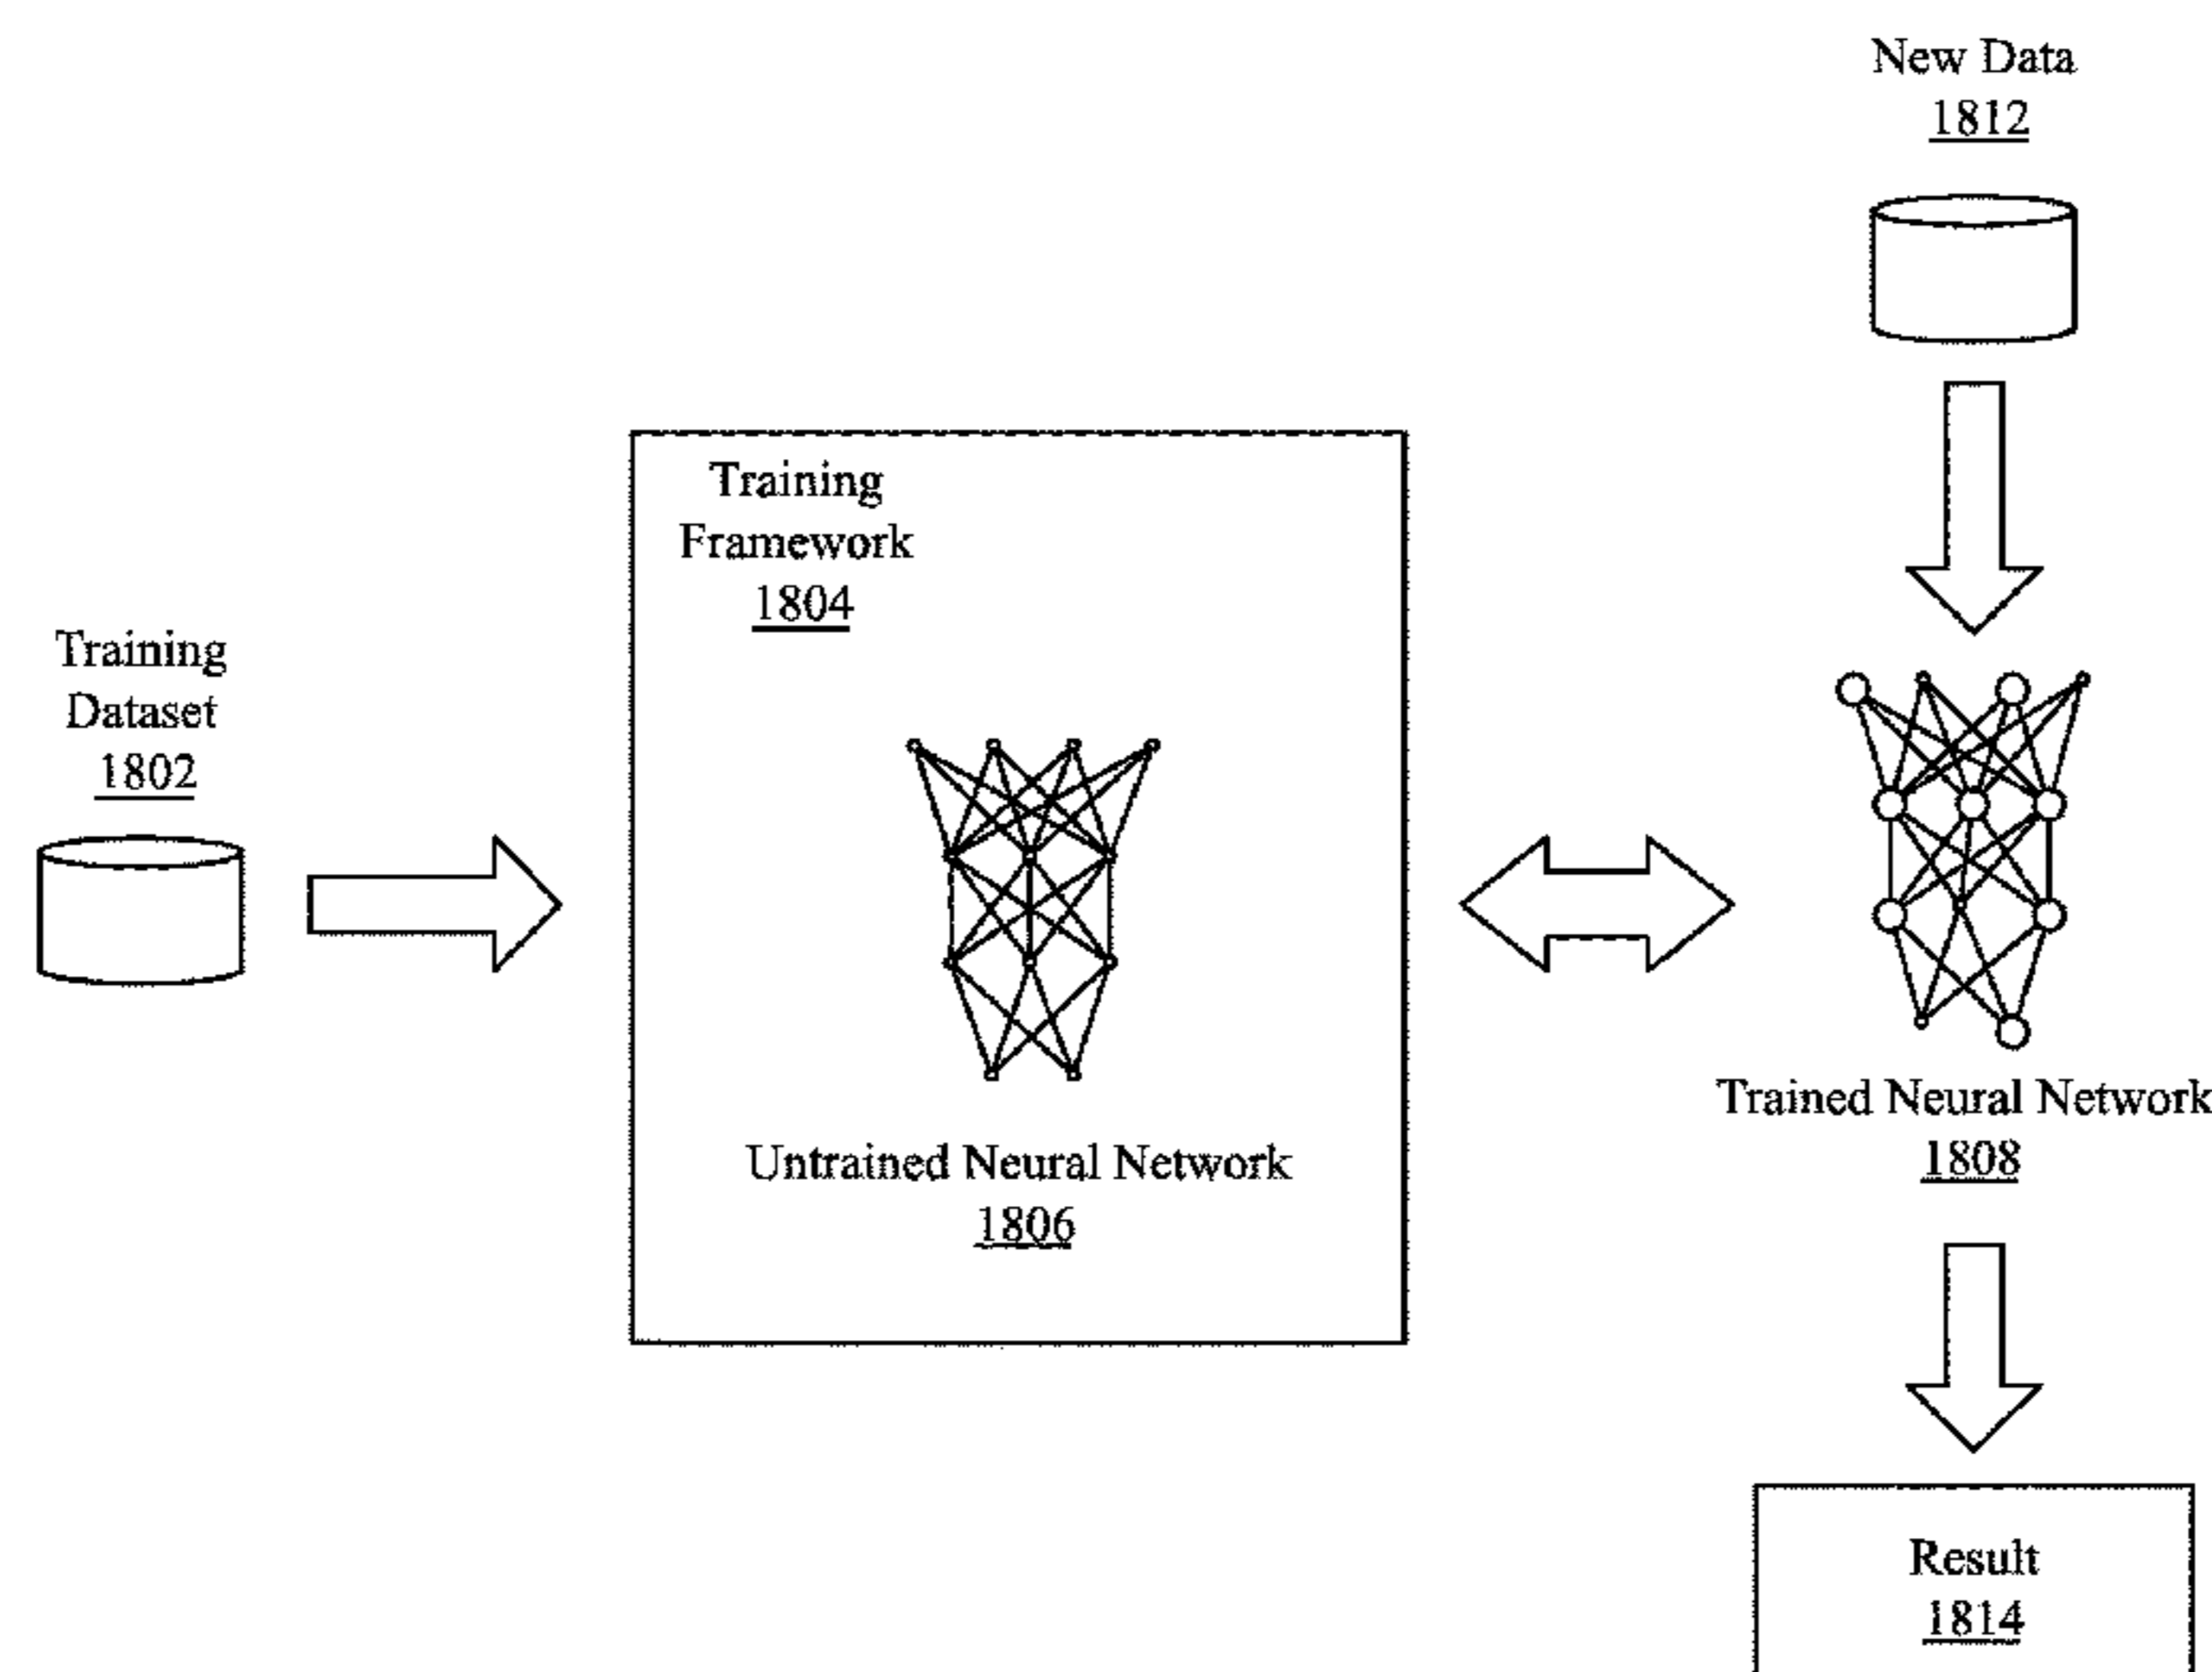 New Data
1812
Training
Framework
1804
Training
Dataset
1802
Trained Neural Network
1808
Untrained Neural Network
1806
Result
1814